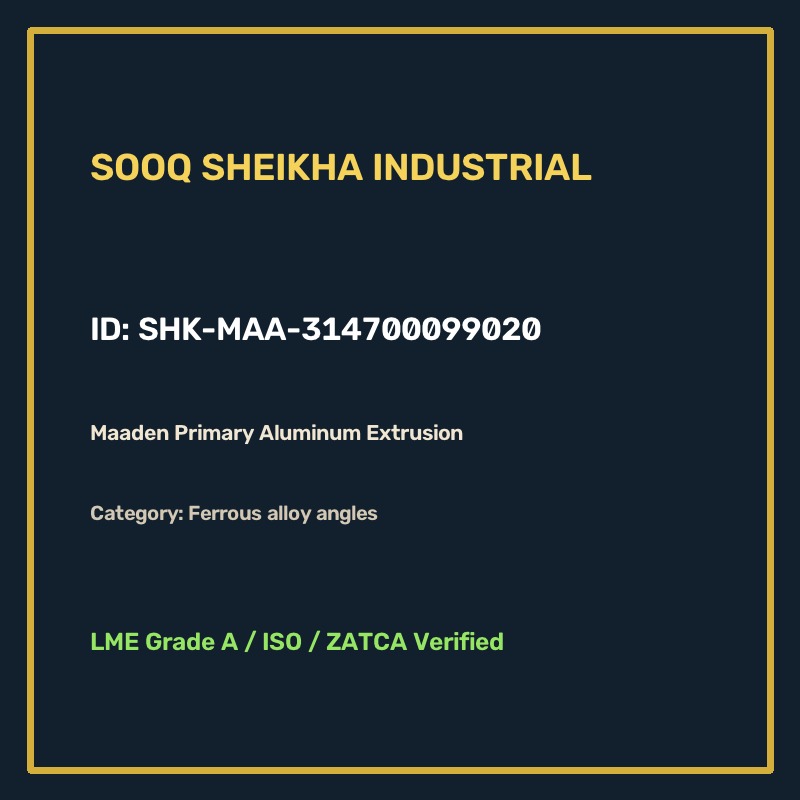 SOOQ SHEIKHA INDUSTRIAL
ID: SHK-MAA-314700099020
Maaden Primary Aluminum Extrusion
Category: Ferrous alloy angles
LME Grade A / ISO / ZATCA Verified